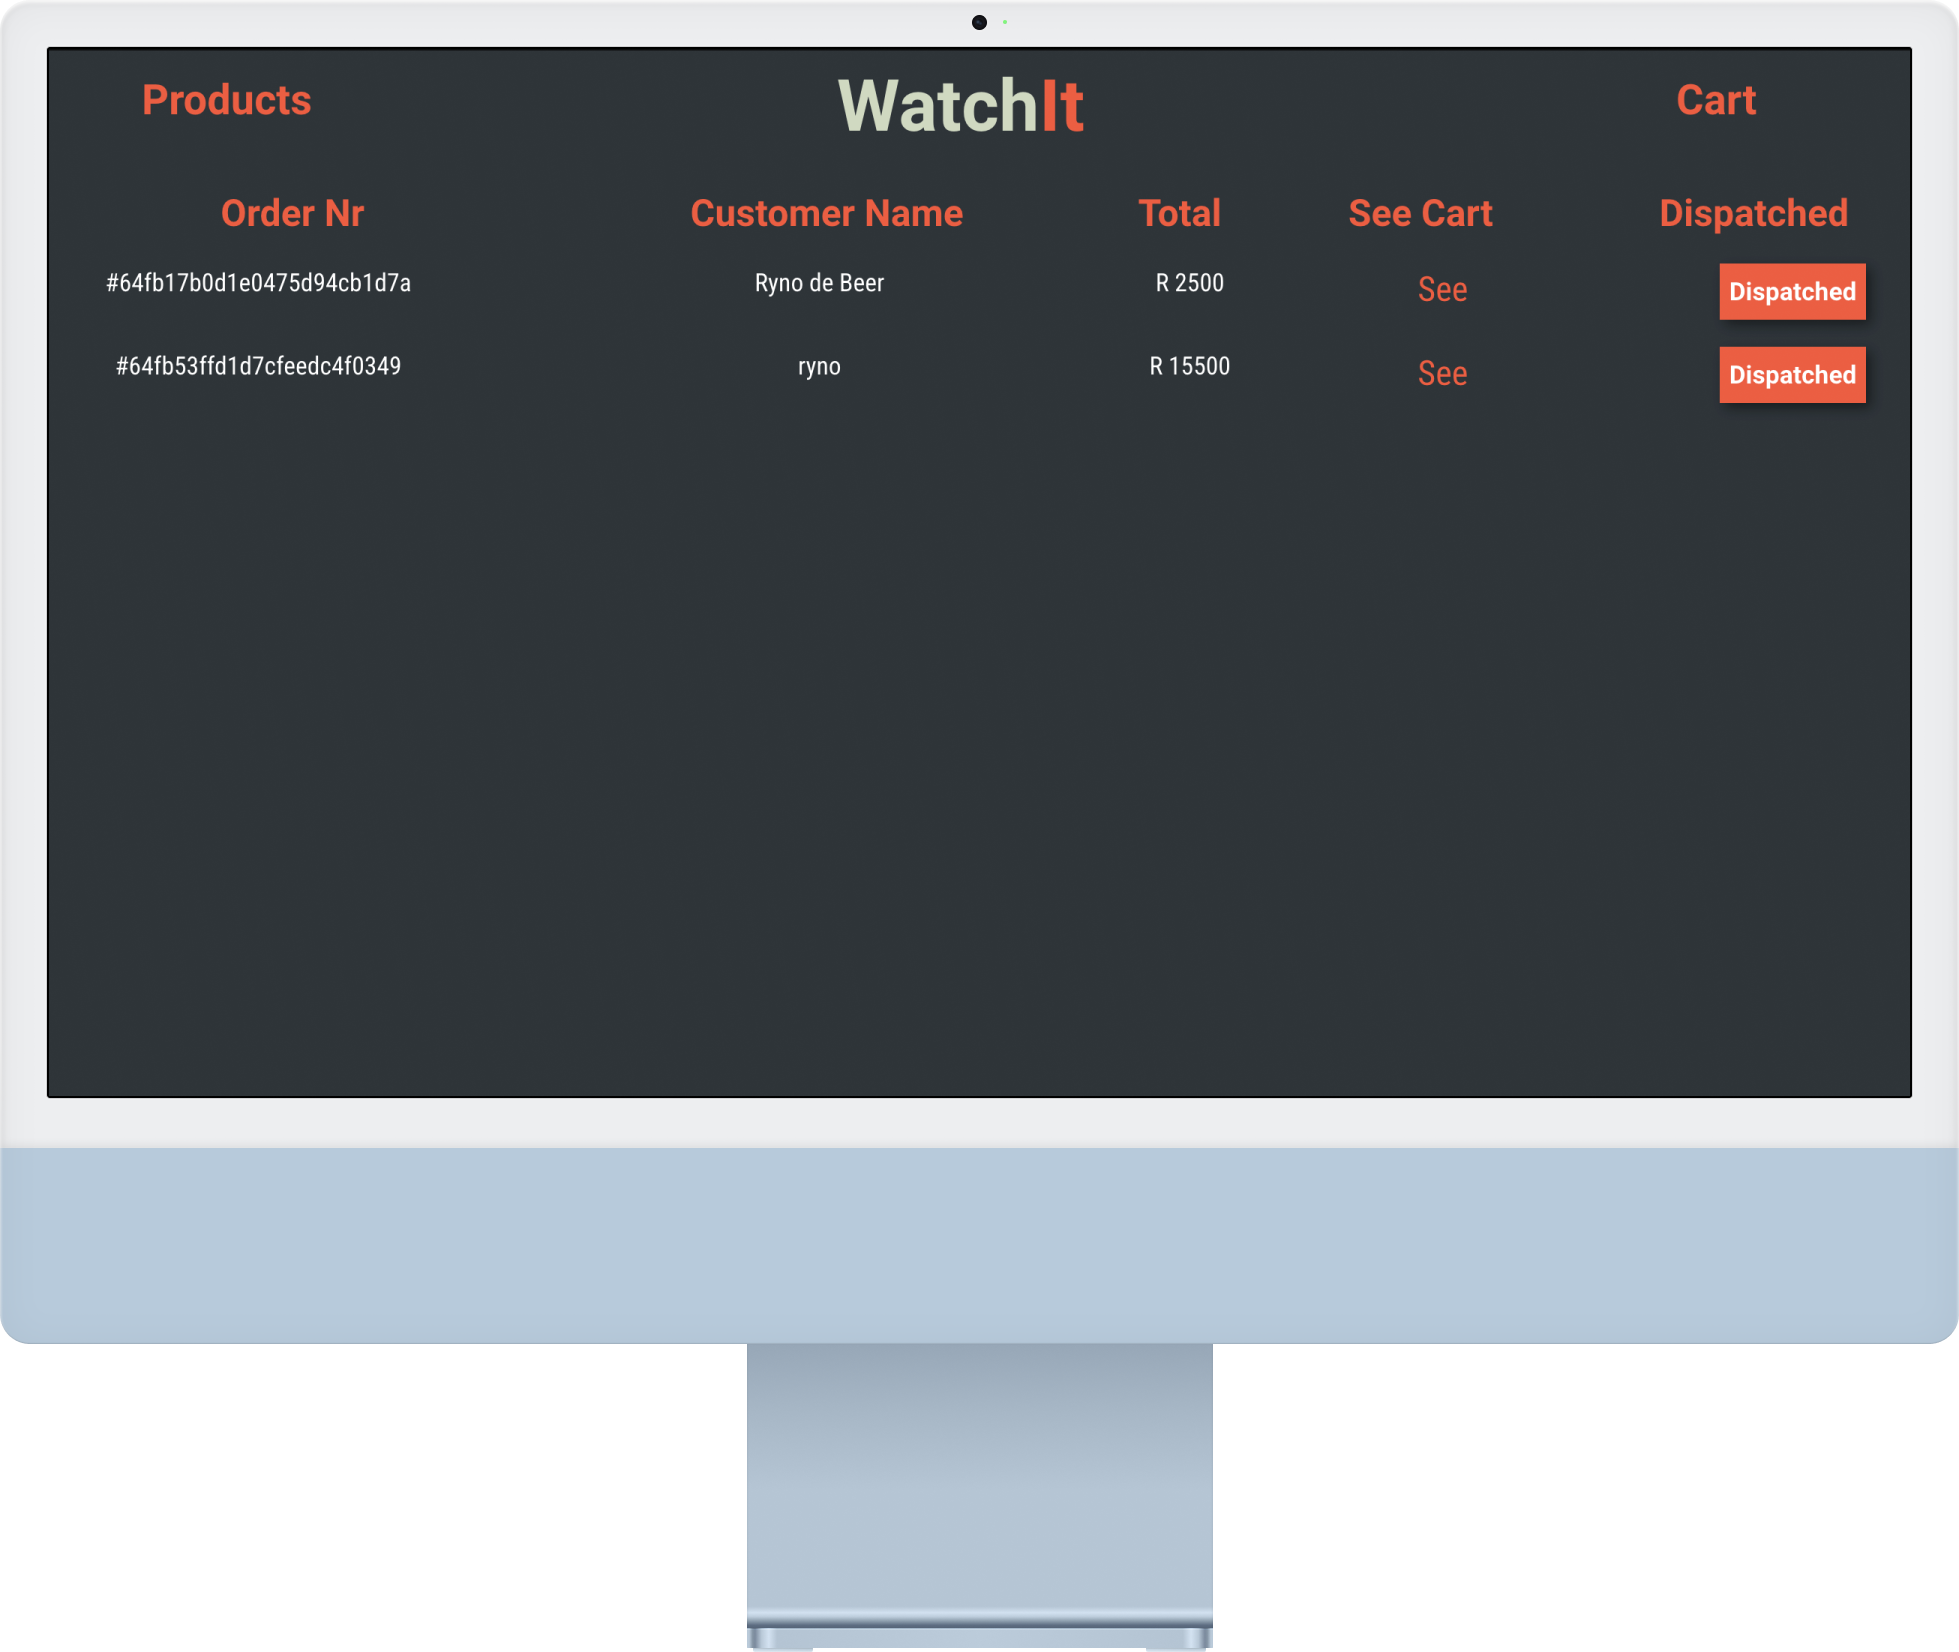 Products WatchIt Cart
Order Nr Customer Name Total See Cart Dispatched
#64fb17b0d1e0475d94cb1d7a Ryno de Beer R 2500 See Dispatched
#64fb53ffd1d7cfeedc4f0349 ryno R 15500 See Dispatched